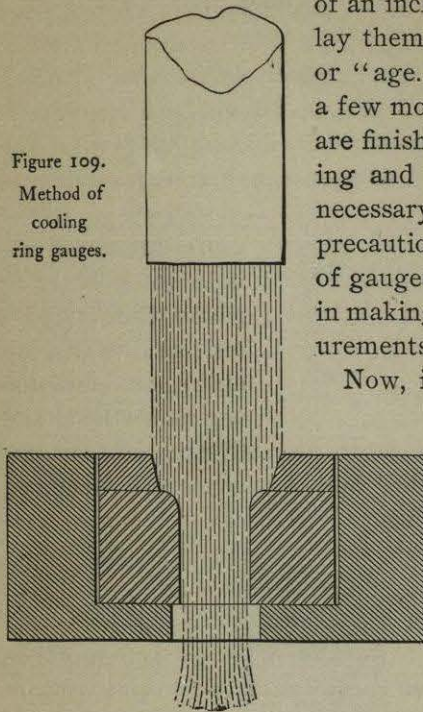 of an inc
lay them
or “age.
a few mo
are finish
ing and
necessary
precautio
of gauge
in making
urements
Now, i
Figure 109.
Method of
cooling
ring gauges.